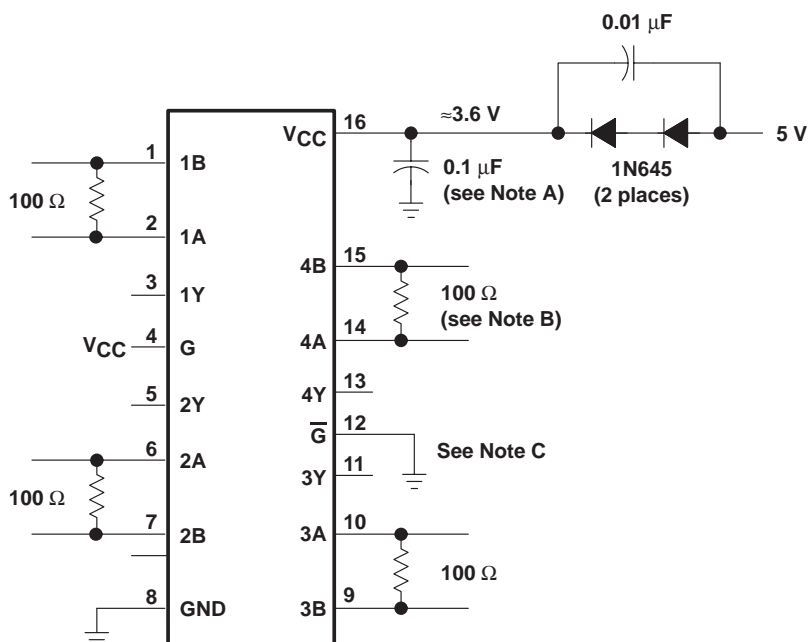 0.01 μF
≈3.6 V
5 V
1N645
(2 places)
0.1 μF
(see Note A)
16
VCC
1
1B
100 Ω
2
1A
15
4B
3
1Y
100 Ω
(see Note B)
14
4A
VCC
4
G
13
4Y
5
2Y
12
G
See Note C
6
2A
11
3Y
100 Ω
7
2B
10
3A
100 Ω
8
GND
9
3B